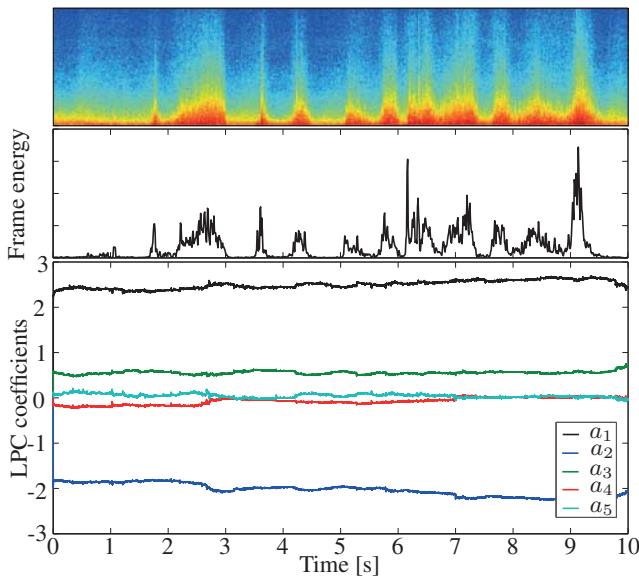 Frame energy
LPC coefficients
3
2
1
0
-1
-2
-3
a1
a2
a3
a4
a5
0 1 2 3 4 5 6 7 8 9 10
Time [s]